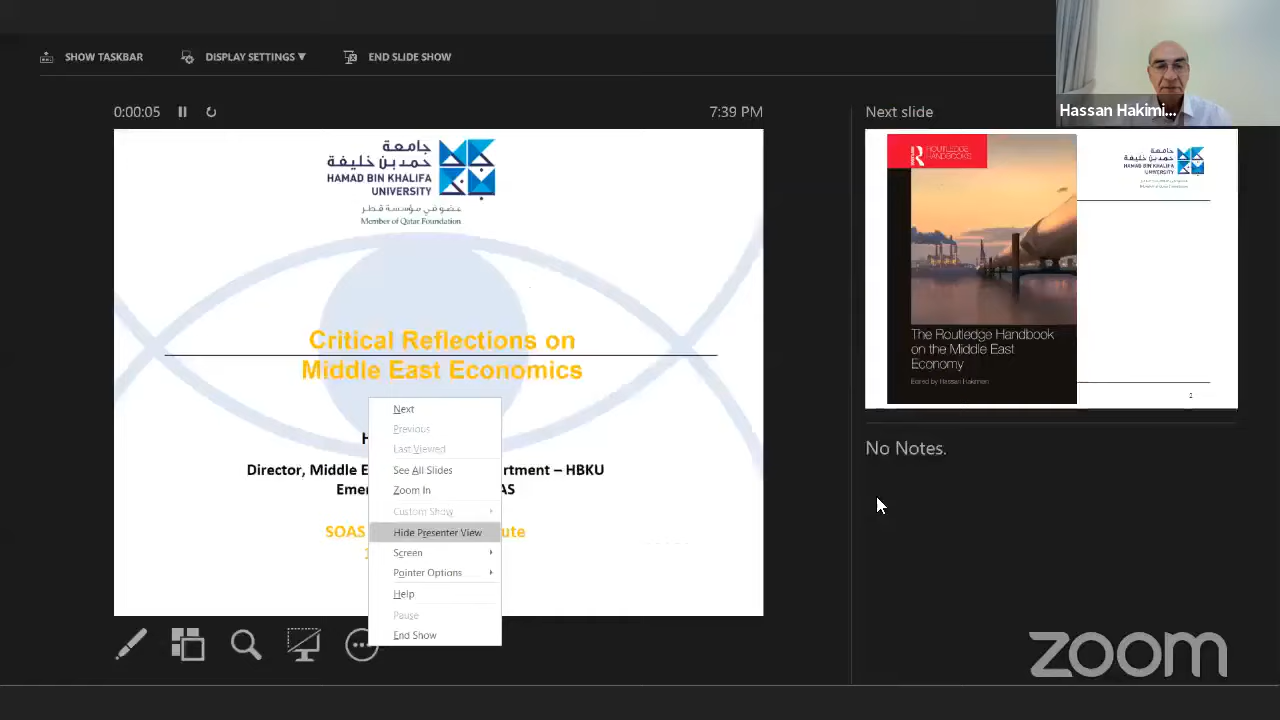 SHOW TASKBAR
DISPLAY SETTINGS ▼
END SLIDE SHOW
Hassan Hakimi...
0:00:05
7:39 PM
Next slide
جامعة
حمد بن خليفة
HAMAD BIN KHALIFA
UNIVERSITY
عضو في مؤسسة قطر
Member of Qatar Foundation
Critical Reflections on
Middle East Economics
H
Director, Middle E rtment – HBKU
Eme AS
SOAS ute
Next
Previous
Last Viewed
See All Slides
Zoom In
Custom Show
Hide Presenter View
Screen
Pointer Options
Help
Pause
End Show
R ROUTLEDGE
HANDBOOKS
The Routledge Handbook
on the Middle East
Economy
Edited by Hassan Hakimian
جامعة
حمد بن خليفة
HAMAD BIN KHALIFA
UNIVERSITY
2
No Notes.
zoom